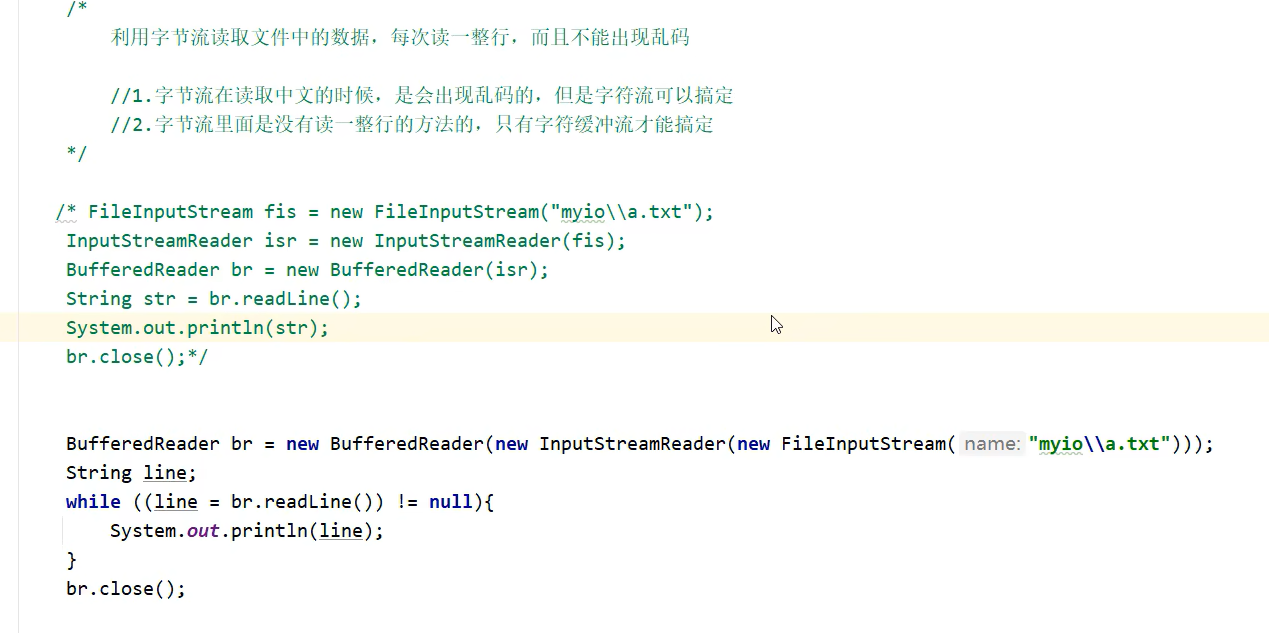 /*
利用字节流读取文件中的数据，每次读一整行，而且不能出现乱码
//1.字节流在读取中文的时候，是会出现乱码的，但是字符流可以搞定
//2.字节流里面是没有读一整行的方法的，只有字符缓冲流才能搞定
*/
/* FileInputStream fis = new FileInputStream("myio\\a.txt");
InputStreamReader isr = new InputStreamReader(fis);
BufferedReader br = new BufferedReader(isr);
String str = br.readLine();
System.out.println(str);
br.close();*/
BufferedReader br = new BufferedReader(new InputStreamReader(new FileInputStream( name: "myio\\a.txt")));
String line;
while ((line = br.readLine()) != null){
System.out.println(line);
}
br.close();